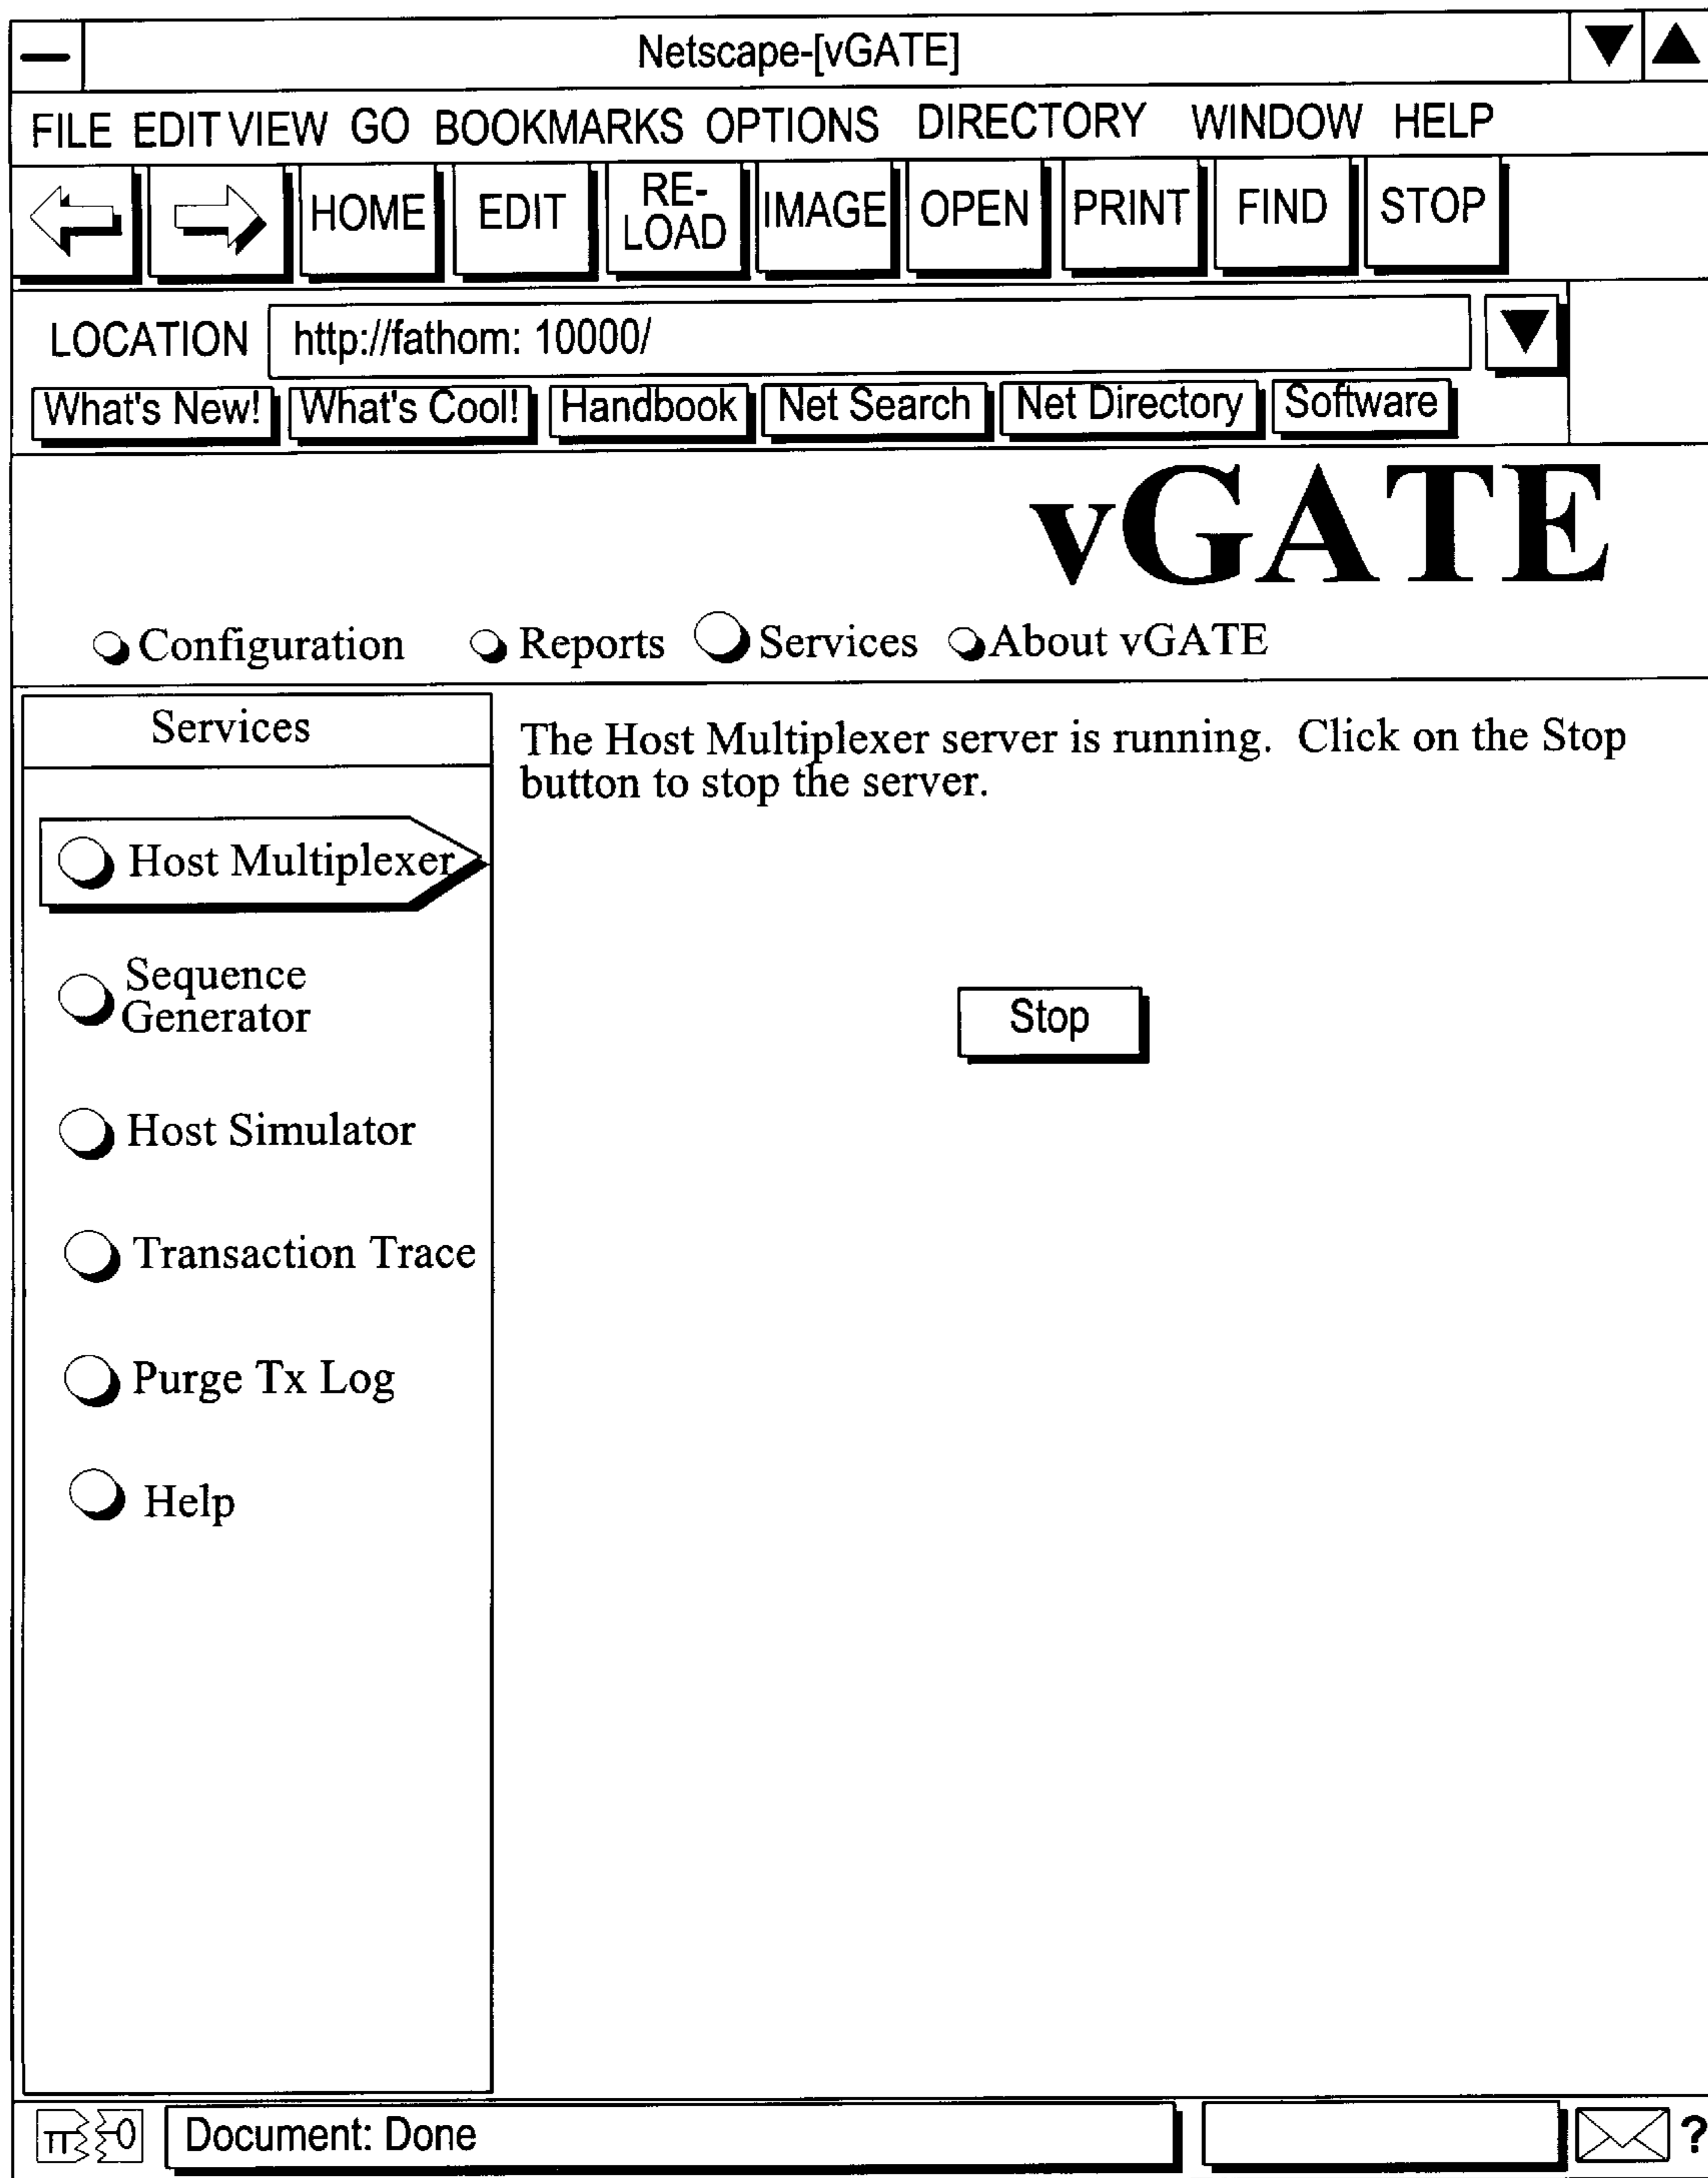 Netscape-[vGATE]
FILE EDIT VIEW GO BOOKMARKS OPTIONS DIRECTORY WINDOW HELP
HOME EDIT RE-LOAD IMAGE OPEN PRINT FIND STOP
LOCATION http://fathom: 10000/
What's New! What's Cool! Handbook Net Search Net Directory Software
vGATE
Configuration Reports Services About vGATE
Services
The Host Multiplexer server is running. Click on the Stop
button to stop the server.
Host Multiplexer
Sequence
Generator
Stop
Host Simulator
Transaction Trace
Purge Tx Log
Help
Document: Done
?